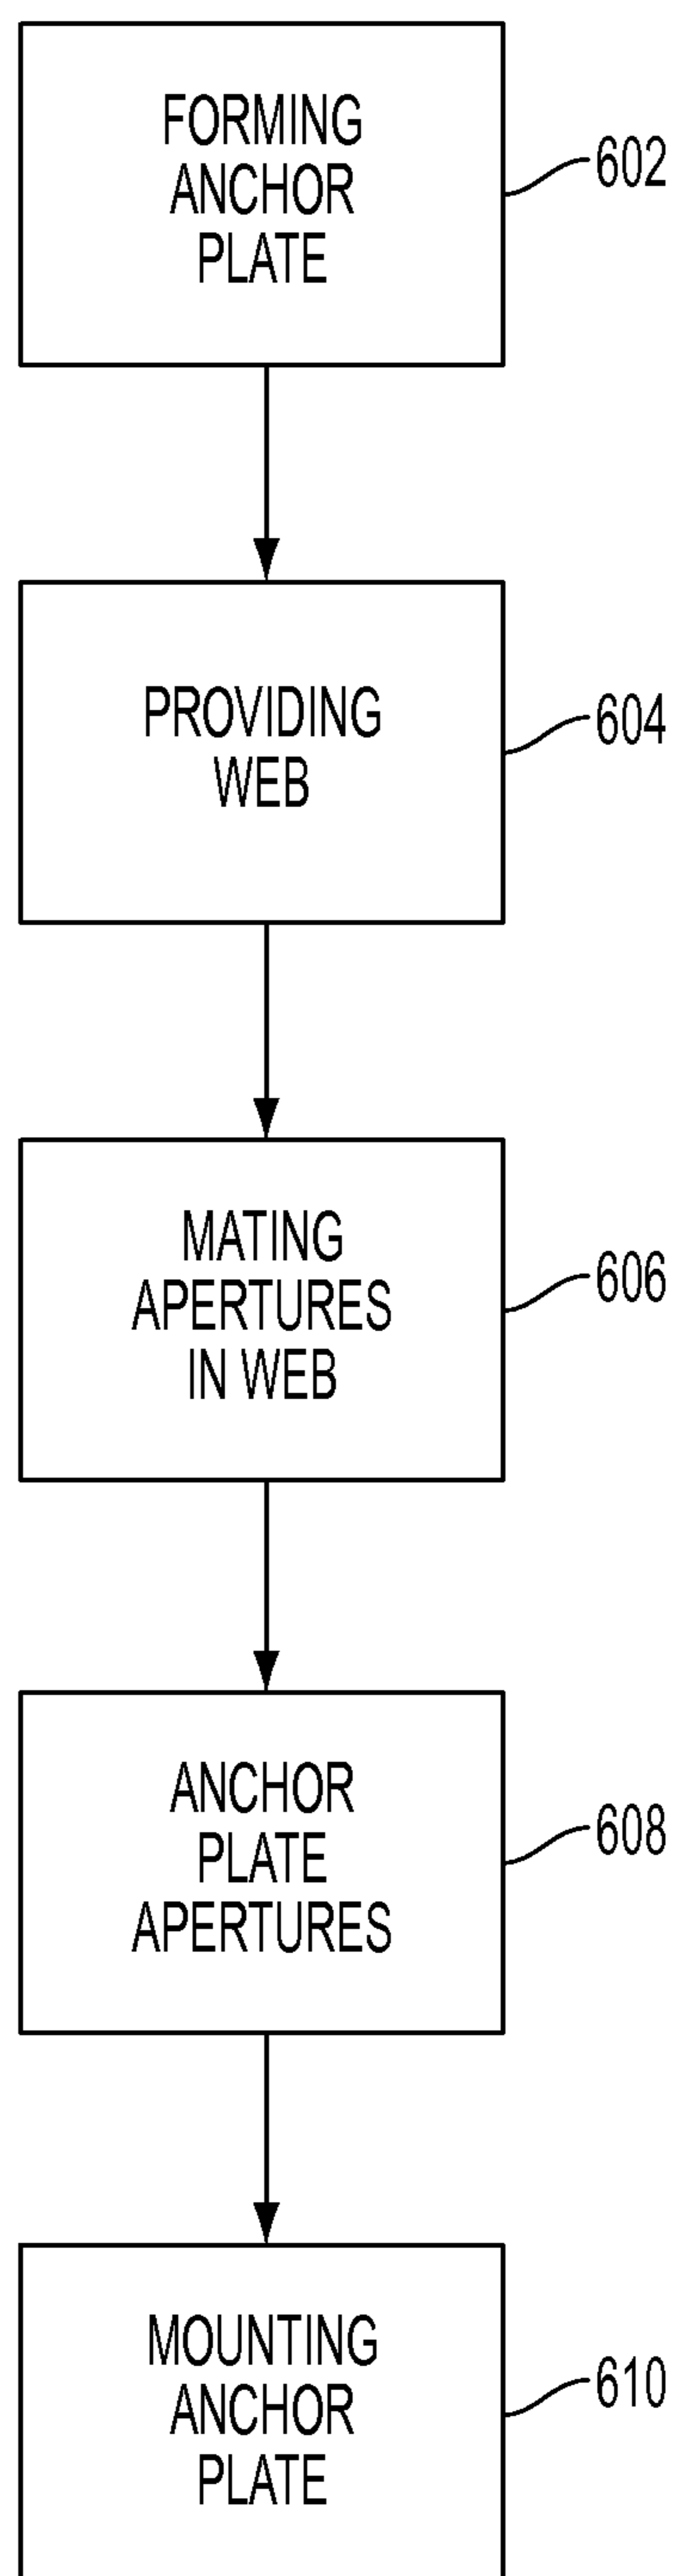 FORMING
ANCHOR
PLATE
602
PROVIDING
WEB
604
MATING
APERTURES
IN WEB
606
ANCHOR
PLATE
APERTURES
608
MOUNTING
ANCHOR
PLATE
610